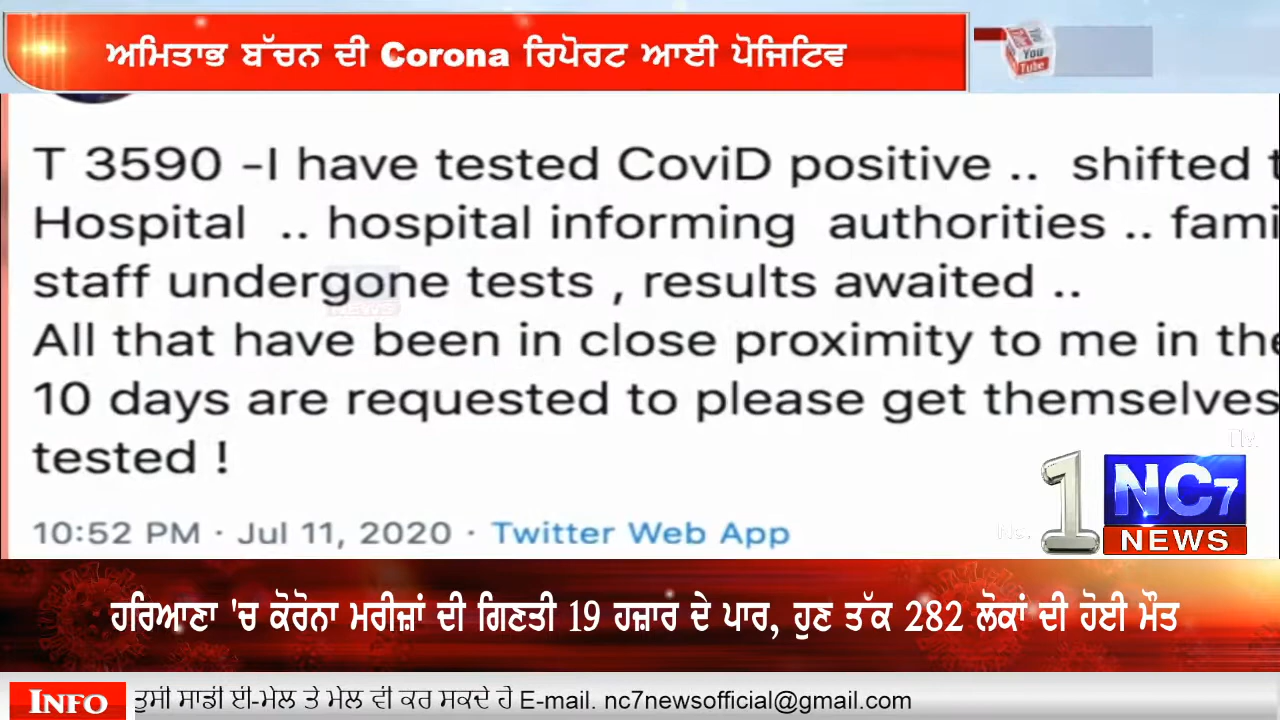 ਅਮਿਤਾਭ ਬੱਚਨ ਦੀ Corona ਰਿਪੋਰਟ ਆਈ ਪੋਜਿਟਿਵ
You
Tube
T 3590 -I have tested CoviD positive .. shifted t
Hospital .. hospital informing authorities .. fami
staff undergone tests , results awaited ..
All that have been in close proximity to me in the
10 days are requested to please get themselves
tested !
10:52 PM · Jul 11, 2020 · Twitter Web App
No. 1 NC7
NEWS
ਹਰਿਆਣਾ 'ਚ ਕੋਰੋਨਾ ਮਰੀਜ਼ਾਂ ਦੀ ਗਿਣਤੀ 19 ਹਜ਼ਾਰ ਦੇ ਪਾਰ, ਹੁਣ ਤੱਕ 282 ਲੋਕਾਂ ਦੀ ਹੋਈ ਮੌਤ
INFO ਤੁਸੀ ਸਾਡੀ ਈ-ਮੇਲ ਤੇ ਮੇਲ ਵੀ ਕਰ ਸਕਦੇ ਹੋ E-mail. nc7newsofficial@gmail.com